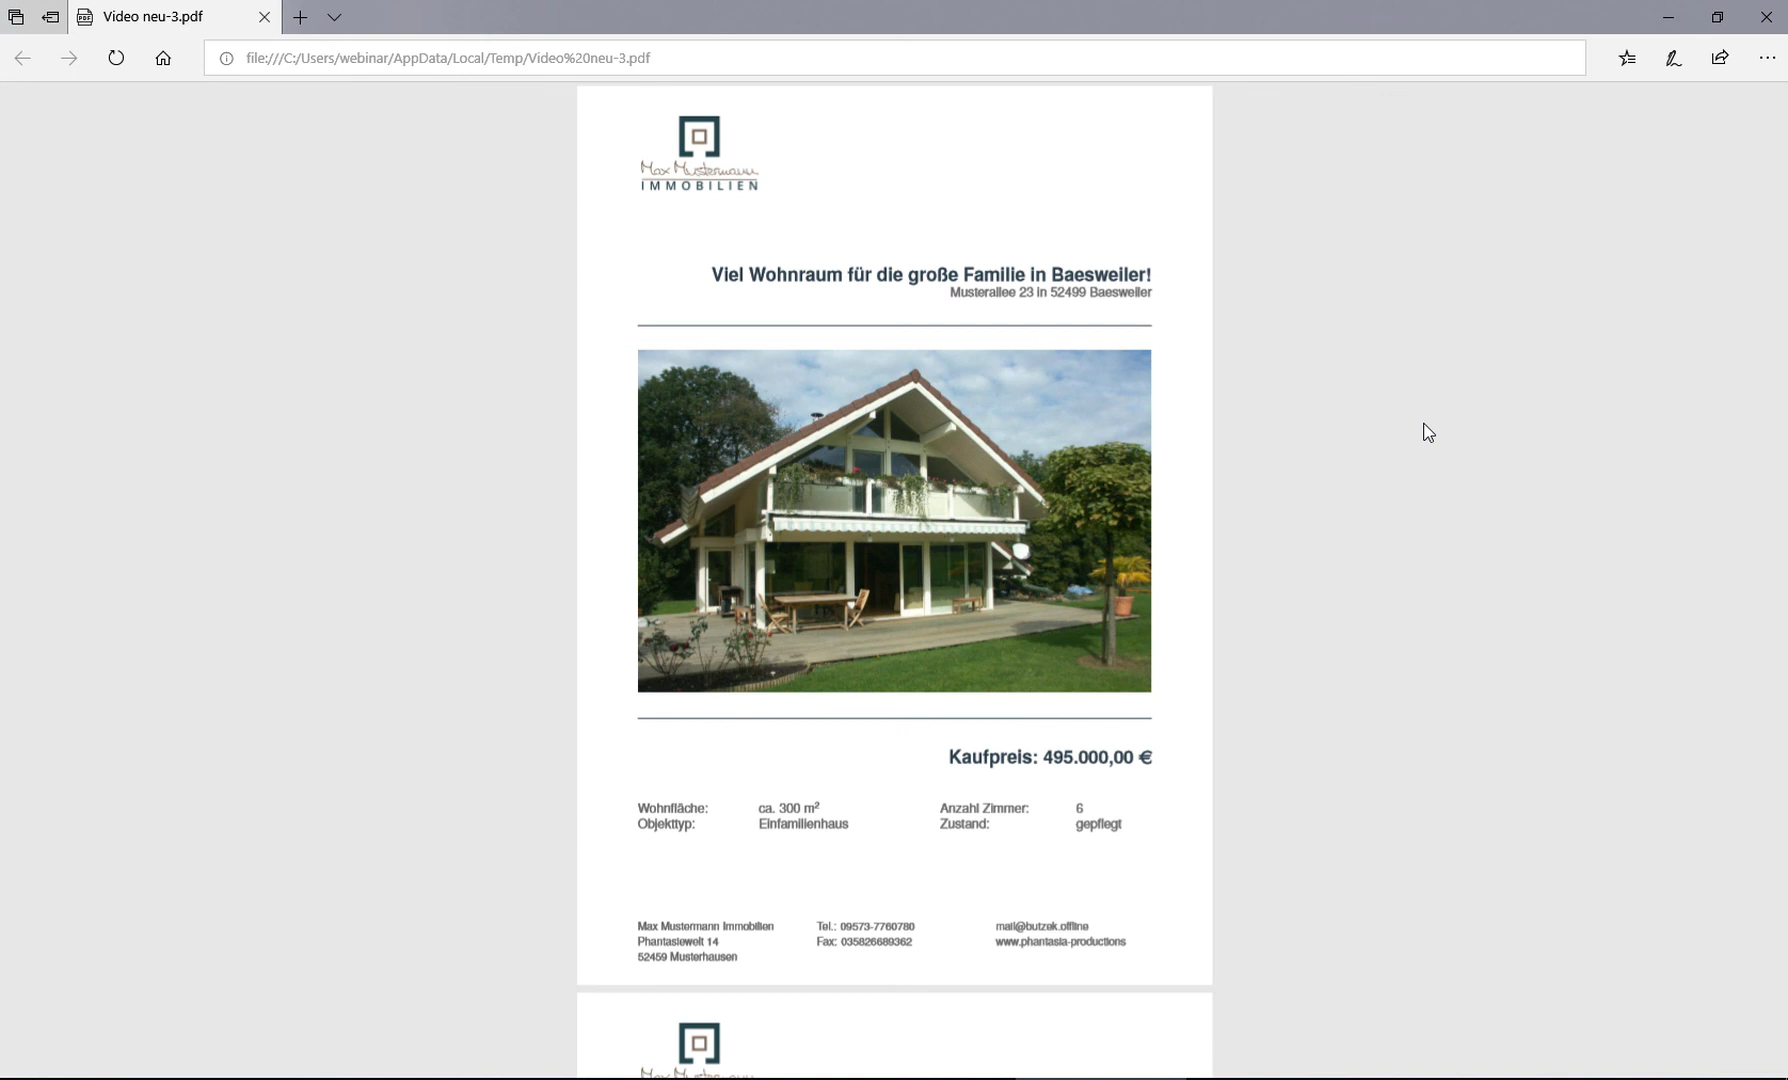 Video neu-3.pdf
file:///C:/Users/webinar/AppData/Local/Temp/Video%20neu-3.pdf
Max Mustermann
IMMOBILIEN
Viel Wohnraum für die große Familie in Baesweiler!
Musterallee 23 in 52499 Baesweiler
Kaufpreis: 495.000,00 €
Wohnfläche: ca. 300 m² Anzahl Zimmer: 6
Objekttyp: Einfamilienhaus Zustand: gepflegt
Max Mustermann Immobilien Tel.: 09573-7760780 mail@butzek.offline
Phantasiewelt 14 Fax: 035826689362 www.phantasia-productions
52459 Musterhausen
Max Mustermann